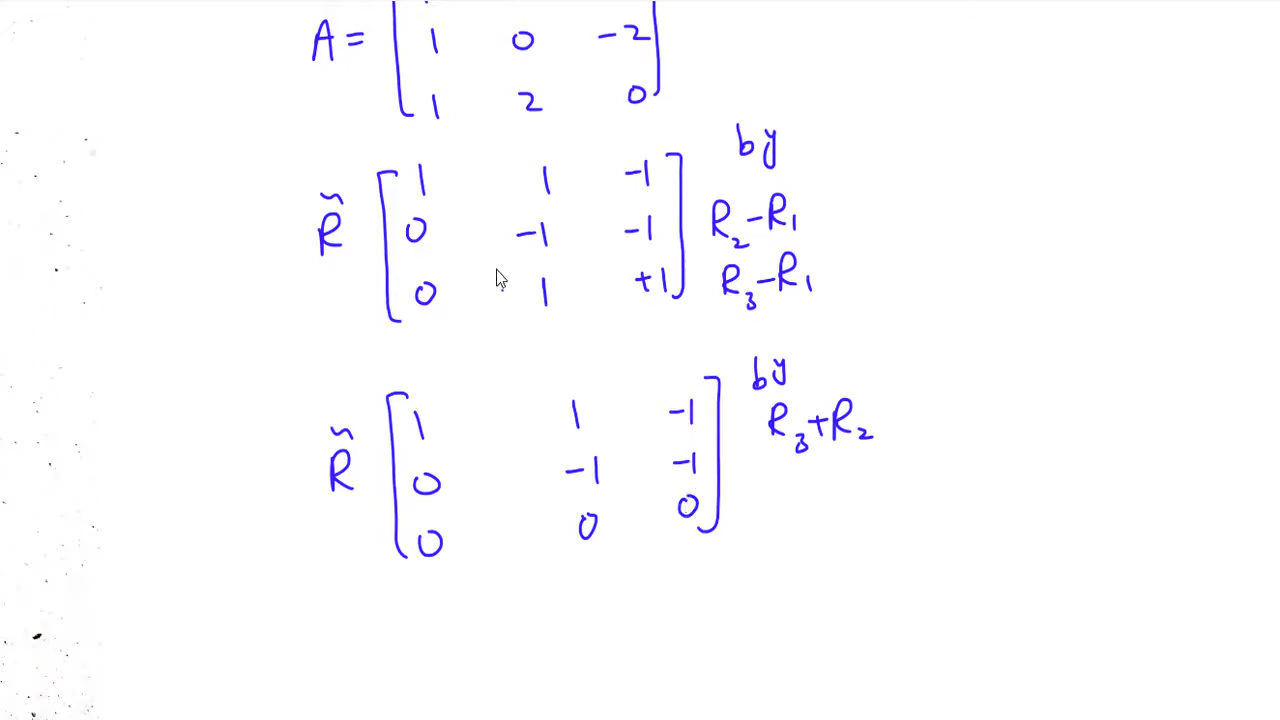 A = 1 0 -2
1 2 0
by
R̃ 1 1 -1
0 -1 -1 R₂-R₁
0 1 +1 R₃-R₁
by
R̃ 1 1 -1 R₃+R₂
0 -1 -1
0 0 0